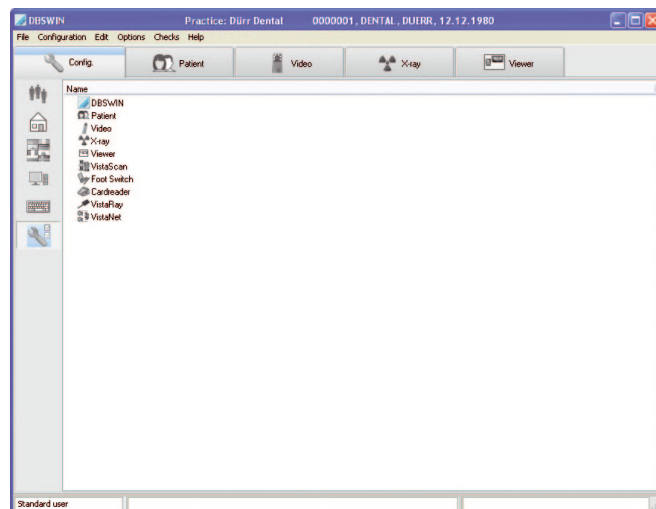 DBSWIN Practice: Dürr Dental 0000001, DENTAL, DUERR, 12.12.1980
File Configuration Edit Options Checks Help
Config. Patient Video X-ray Viewer
Name
DBSWIN
Patient
Video
X-ray
Viewer
VistaScan
Foot Switch
Cardreader
VistaRay
VistaNet
Standard user